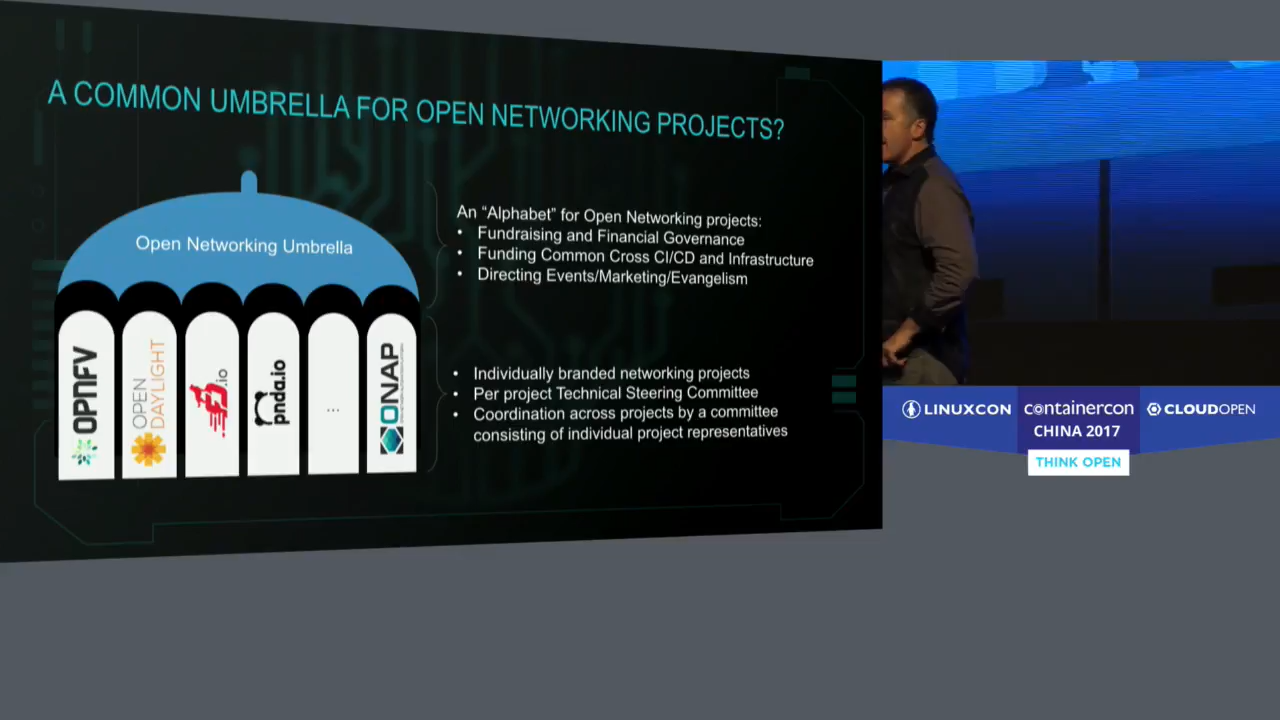 A COMMON UMBRELLA FOR OPEN NETWORKING PROJECTS?
Open Networking Umbrella
An “Alphabet” for Open Networking projects:
• Fundraising and Financial Governance
• Funding Common Cross CI/CD and Infrastructure
• Directing Events/Marketing/Evangelism
OPNFV
OPEN
DAYLIGHT
.io
pnda.io
...
ONAP
• Individually branded networking projects
• Per project Technical Steering Committee
• Coordination across projects by a committee
consisting of individual project representatives
LINUXCON
containercon
CLOUDOPEN
CHINA 2017
THINK OPEN